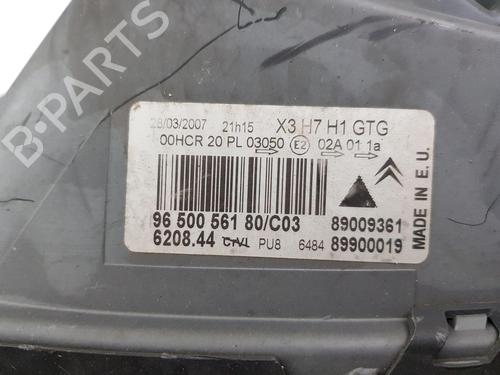 B-PARTS
28/03/2007 21h15 X3 H7 H1 GTG
00HCR 20 PL 03050 E2 02A 01 1a
96 500 561 80/C03 89009361
6208.44 PU8 6484 89900019
MADE IN E.U.